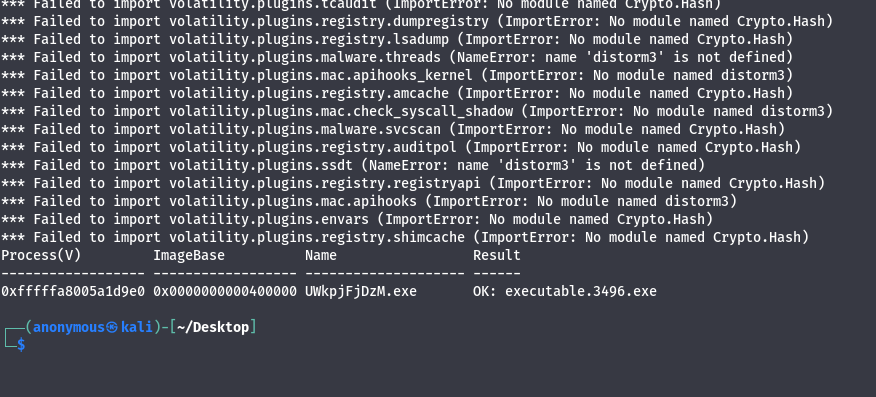 *** Failed to import volatility.plugins.tcaudit (ImportError: No module named Crypto.Hash)
*** Failed to import volatility.plugins.registry.dumpregistry (ImportError: No module named Crypto.Hash)
*** Failed to import volatility.plugins.registry.lsadump (ImportError: No module named Crypto.Hash)
*** Failed to import volatility.plugins.malware.threads (NameError: name 'distorm3' is not defined)
*** Failed to import volatility.plugins.mac.apihooks_kernel (ImportError: No module named distorm3)
*** Failed to import volatility.plugins.registry.amcache (ImportError: No module named Crypto.Hash)
*** Failed to import volatility.plugins.mac.check_syscall_shadow (ImportError: No module named distorm3)
*** Failed to import volatility.plugins.malware.svcscan (ImportError: No module named Crypto.Hash)
*** Failed to import volatility.plugins.registry.auditpol (ImportError: No module named Crypto.Hash)
*** Failed to import volatility.plugins.ssdt (NameError: name 'distorm3' is not defined)
*** Failed to import volatility.plugins.registry.registryapi (ImportError: No module named Crypto.Hash)
*** Failed to import volatility.plugins.mac.apihooks (ImportError: No module named distorm3)
*** Failed to import volatility.plugins.envars (ImportError: No module named Crypto.Hash)
*** Failed to import volatility.plugins.registry.shimcache (ImportError: No module named Crypto.Hash)
Process(V)         ImageBase          Name                 Result
------------------ ------------------ -------------------- ------
0xfffffa8005a1d9e0 0x0000000000400000 UWkpjFjDzM.exe       OK: executable.3496.exe
┌──(anonymous㉿kali)-[~/Desktop]
└─$